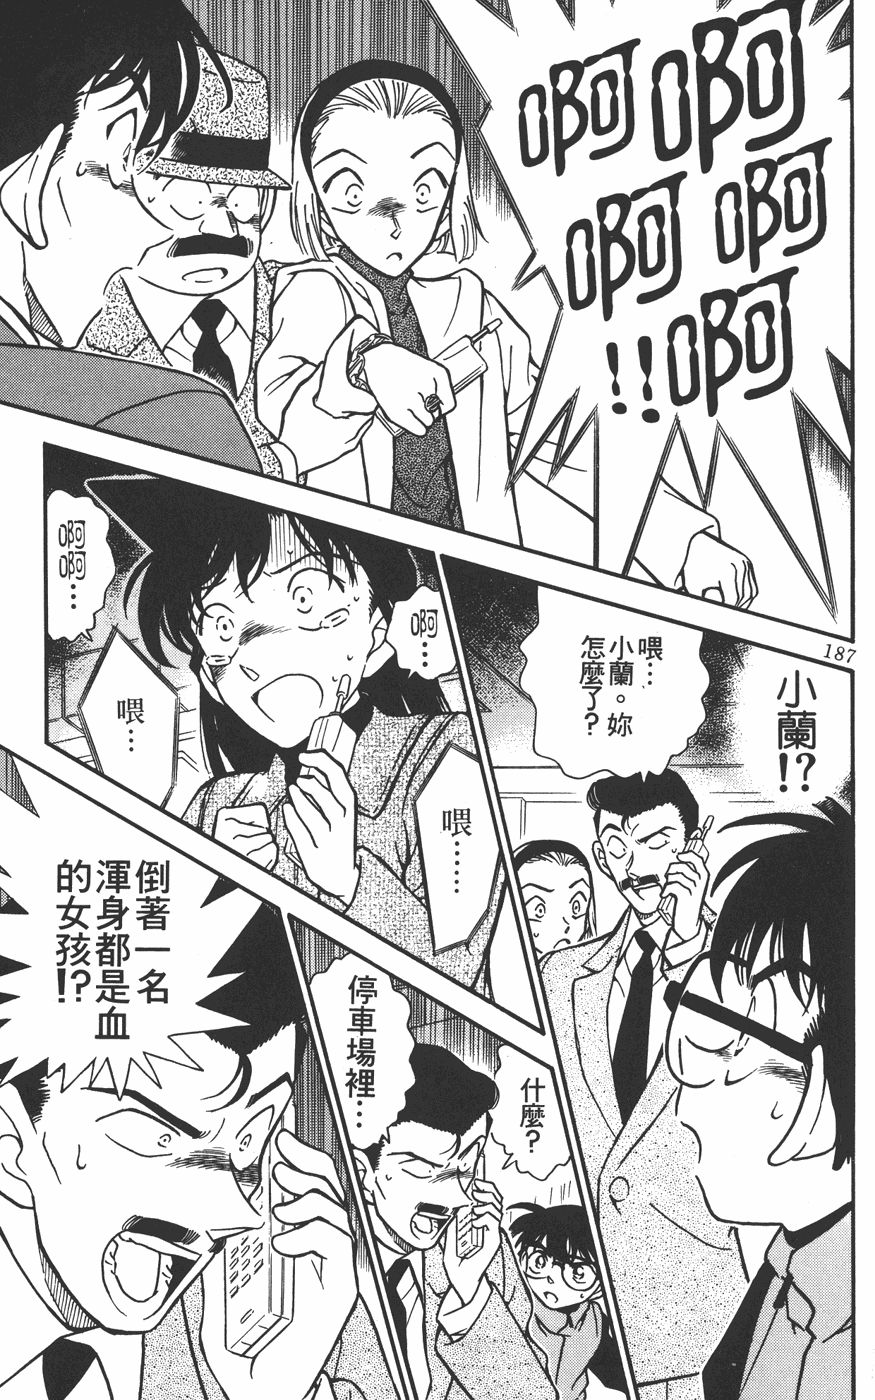 啊啊
啊啊
啊!!
187
小蘭!?
喂…
小蘭。妳
怎麼了?
啊…
啊啊…
喂…
喂……
什麼?
停車場裡…
倒著一名
渾身都是血
的女孩!?